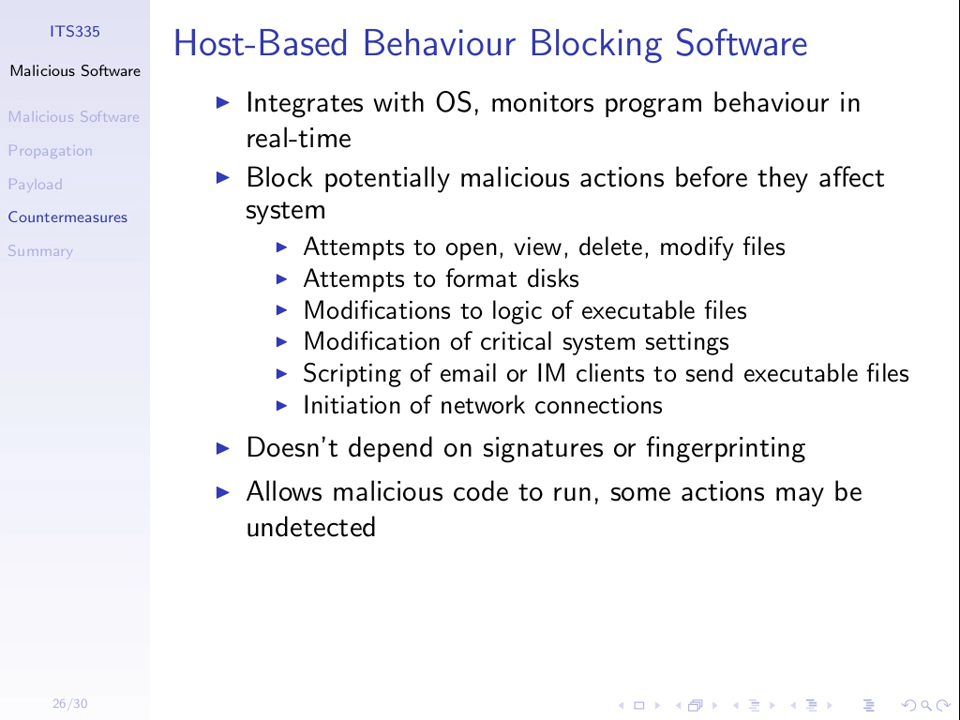 ITS335
Malicious Software
Malicious Software
Propagation
Payload
Countermeasures
Summary
Host-Based Behaviour Blocking Software
Integrates with OS, monitors program behaviour in
real-time
Block potentially malicious actions before they affect
system
Attempts to open, view, delete, modify files
Attempts to format disks
Modifications to logic of executable files
Modification of critical system settings
Scripting of email or IM clients to send executable files
Initiation of network connections
Doesn't depend on signatures or fingerprinting
Allows malicious code to run, some actions may be
undetected
26/30